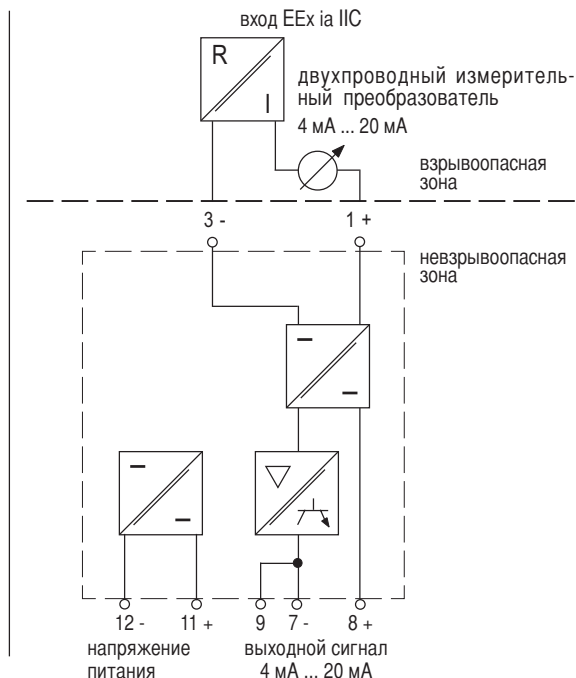 вход EEx ia IIC
R
I
двухпроводный измеритель-
ный преобразователь
4 мА ... 20 мА
взрывоопасная
зона
3 -
1 +
невзрывоопасная
зона
12 -
11 +
9
7 -
8 +
напряжение
питания
выходной сигнал
4 мА ... 20 мА